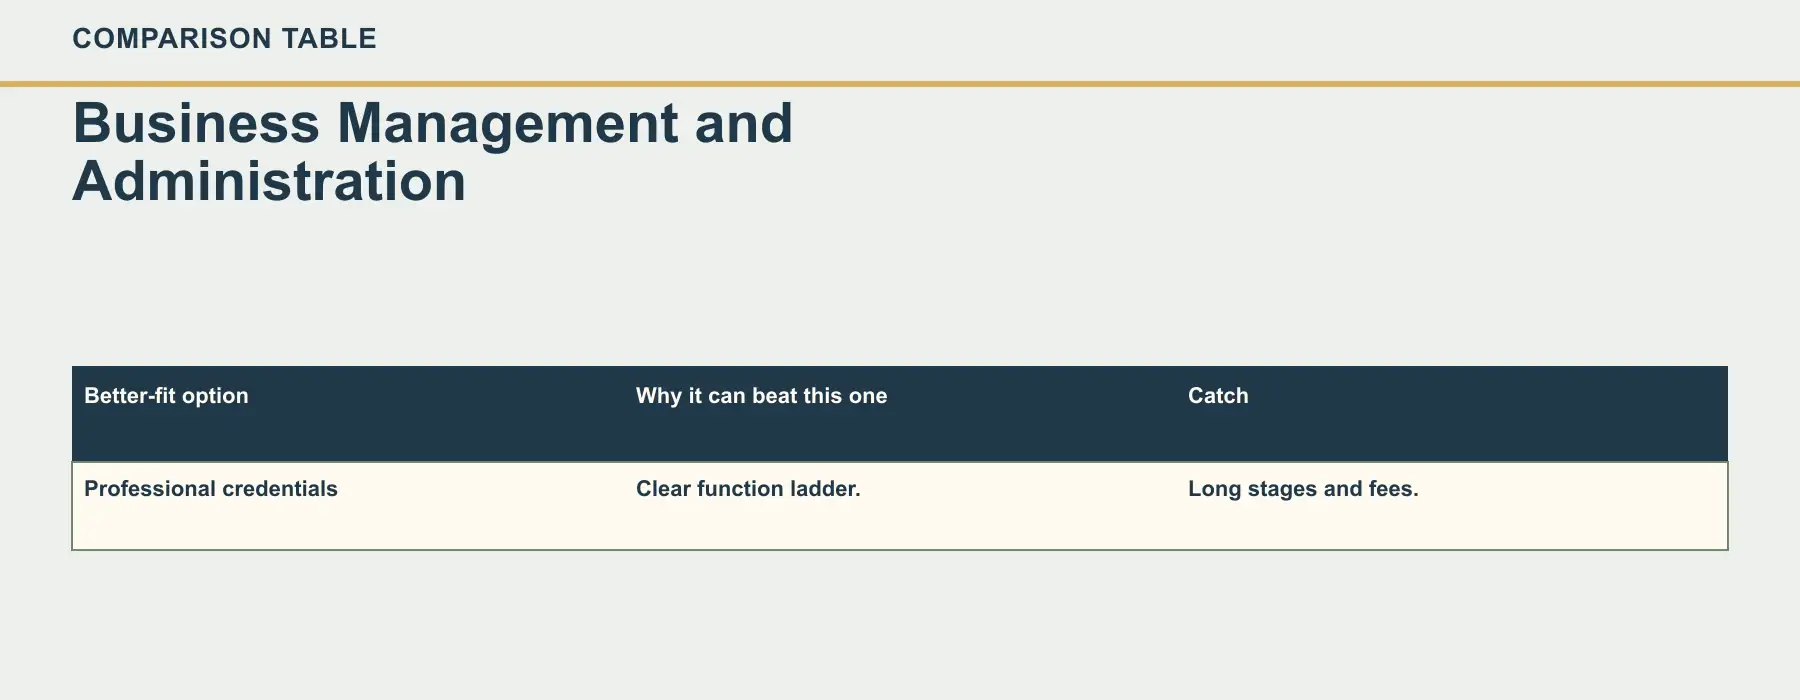 COMPARISON TABLE
Business Management and
Administration
Better-fit option Why it can beat this one Catch
Professional credentials Clear function ladder. Long stages and fees.